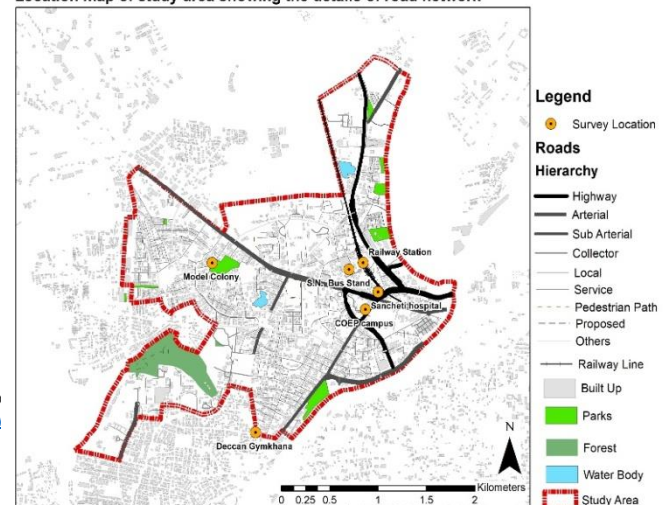 Location map of study area showing the details of road network
Legend
Survey Location
Roads
Hierarchy
Highway
Arterial
Sub Arterial
Collector
Local
Service
Pedestrian Path
Proposed
Others
Railway Line
Built Up
Parks
Forest
Water Body
Study Area
Railway Station
Model Colony
S.N. Bus Stand
Sancheti hospital
COEP campus
Deccan Gymkhana
N
Kilometers
0 0.25 0.5 1 1.5 2